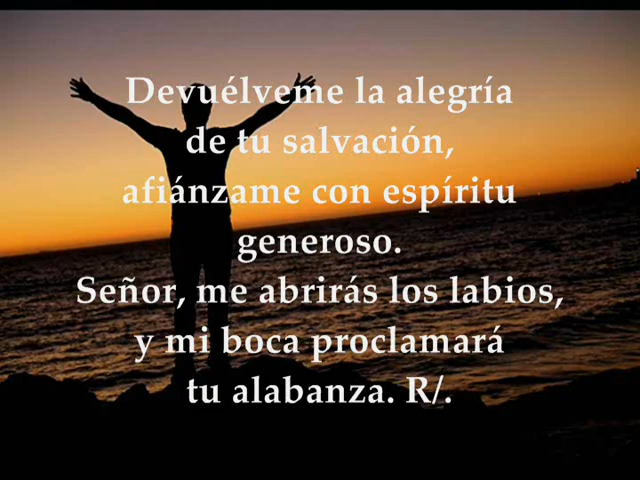 Devuélveme la alegría
de tu salvación,
afiánzame con espíritu
generoso.
Señor, me abrirás los labios,
y mi boca proclamará
tu alabanza. R/.